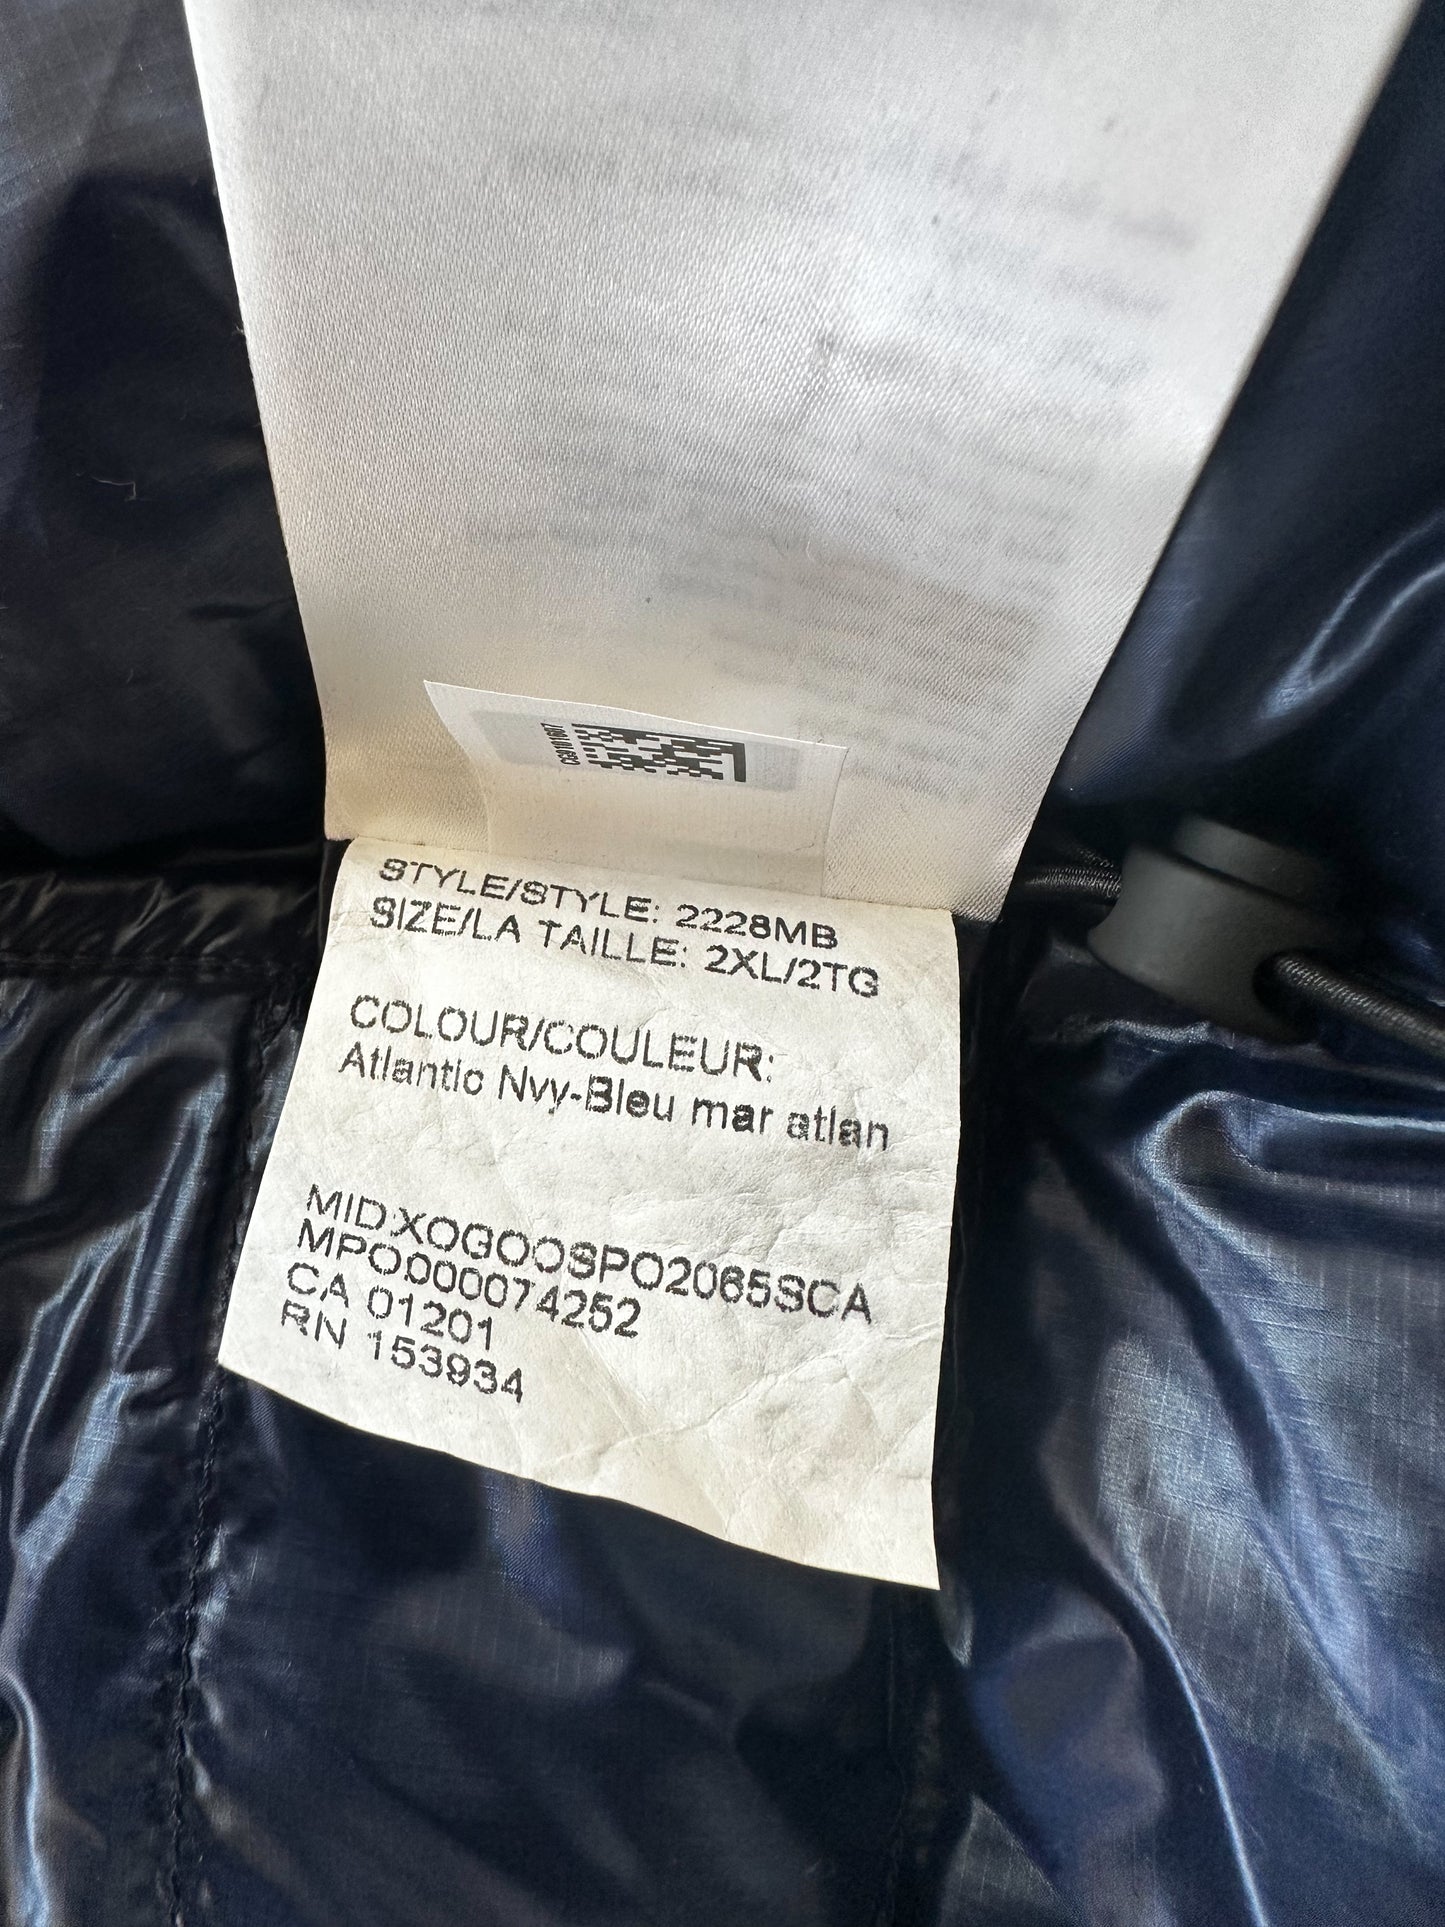 CG0101607
STYLE/STYLE: 2228MB
SIZE/LA TAILLE: 2XL/2TG
COLOUR/COULEUR:
Atlantic Nvy-Bleu mar atlan
MID:XOGOOSPO2065SCA
MPO000074252
CA 01201
RN 153934